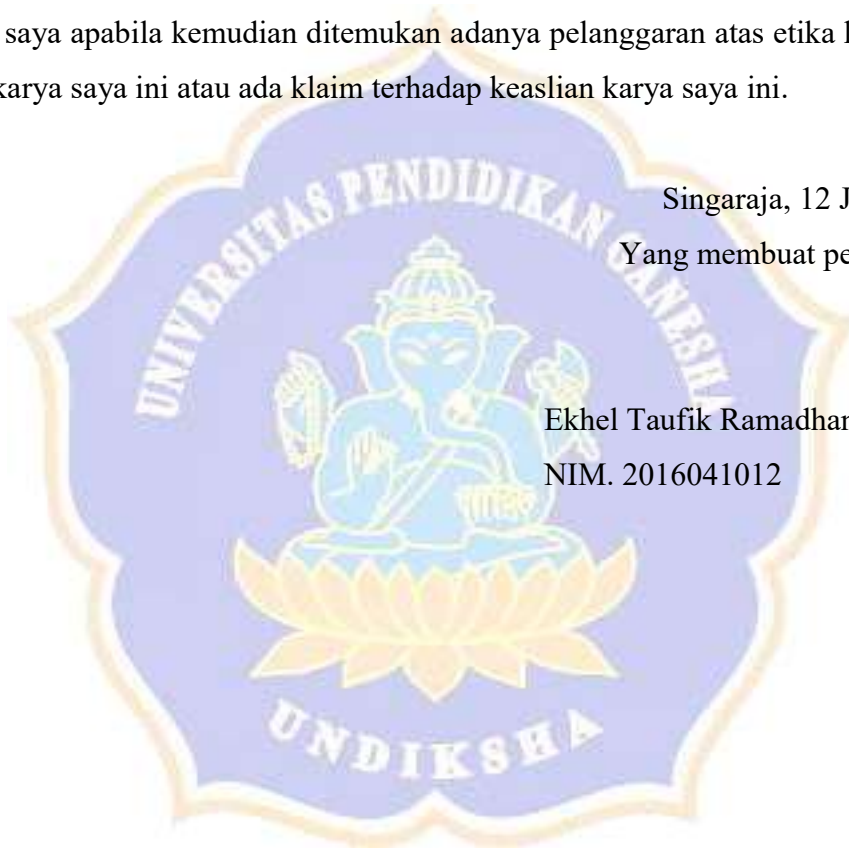 saya apabila kemudian ditemukan adanya pelanggaran atas etika
karya saya ini atau ada klaim terhadap keaslian karya saya ini.
Singaraja, 12 J
Yang membuat pe
UNIVERSITAS PENDIDIKAN GANESHA
Ekhel Taufik Ramadhan
NIM. 2016041012
UNDIKSHA